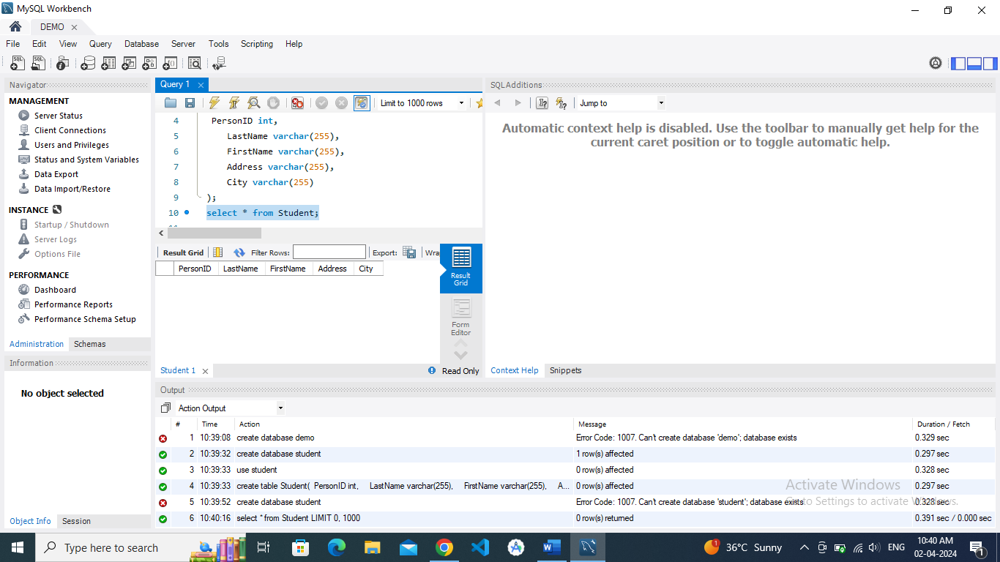 MySQL Workbench
DEMO
File Edit View Query Database Server Tools Scripting Help
Navigator
MANAGEMENT
Server Status
Client Connections
Users and Privileges
Status and System Variables
Data Export
Data Import/Restore
INSTANCE
Startup / Shutdown
Server Logs
Options File
PERFORMANCE
Dashboard
Performance Reports
Performance Schema Setup
Administration Schemas
Information
No object selected
Object Info Session
Query 1
Limit to 1000 rows
4 PersonID int,
5 LastName varchar(255),
6 FirstName varchar(255),
7 Address varchar(255),
8 City varchar(255)
9 );
10 select * from Student;
Result Grid Filter Rows: Export: Wra
PersonID LastName FirstName Address City
Result
Grid
Form
Editor
Student 1 Read Only
SQLAdditions
Jump to
Automatic context help is disabled. Use the toolbar to manually get help for the
current caret position or to toggle automatic help.
Context Help Snippets
Output
Action Output
# Time Action Message Duration / Fetch
1 10:39:08 create database demo Error Code: 1007. Can't create database 'demo'; database exists 0.329 sec
2 10:39:32 create database student 1 row(s) affected 0.297 sec
3 10:39:33 use student 0 row(s) affected 0.328 sec
4 10:39:33 create table Student( PersonID int, LastName varchar(255), FirstName varchar(255), A... 0 row(s) affected 0.297 sec
5 10:39:52 create database student Error Code: 1007. Can't create database 'student'; database exists 0.328 sec
6 10:40:16 select * from Student LIMIT 0, 1000 0 row(s) returned 0.391 sec / 0.000 sec
Activate Windows
Go to Settings to activate Windows.
Type here to search
36°C Sunny
ENG
10:40 AM
02-04-2024
1